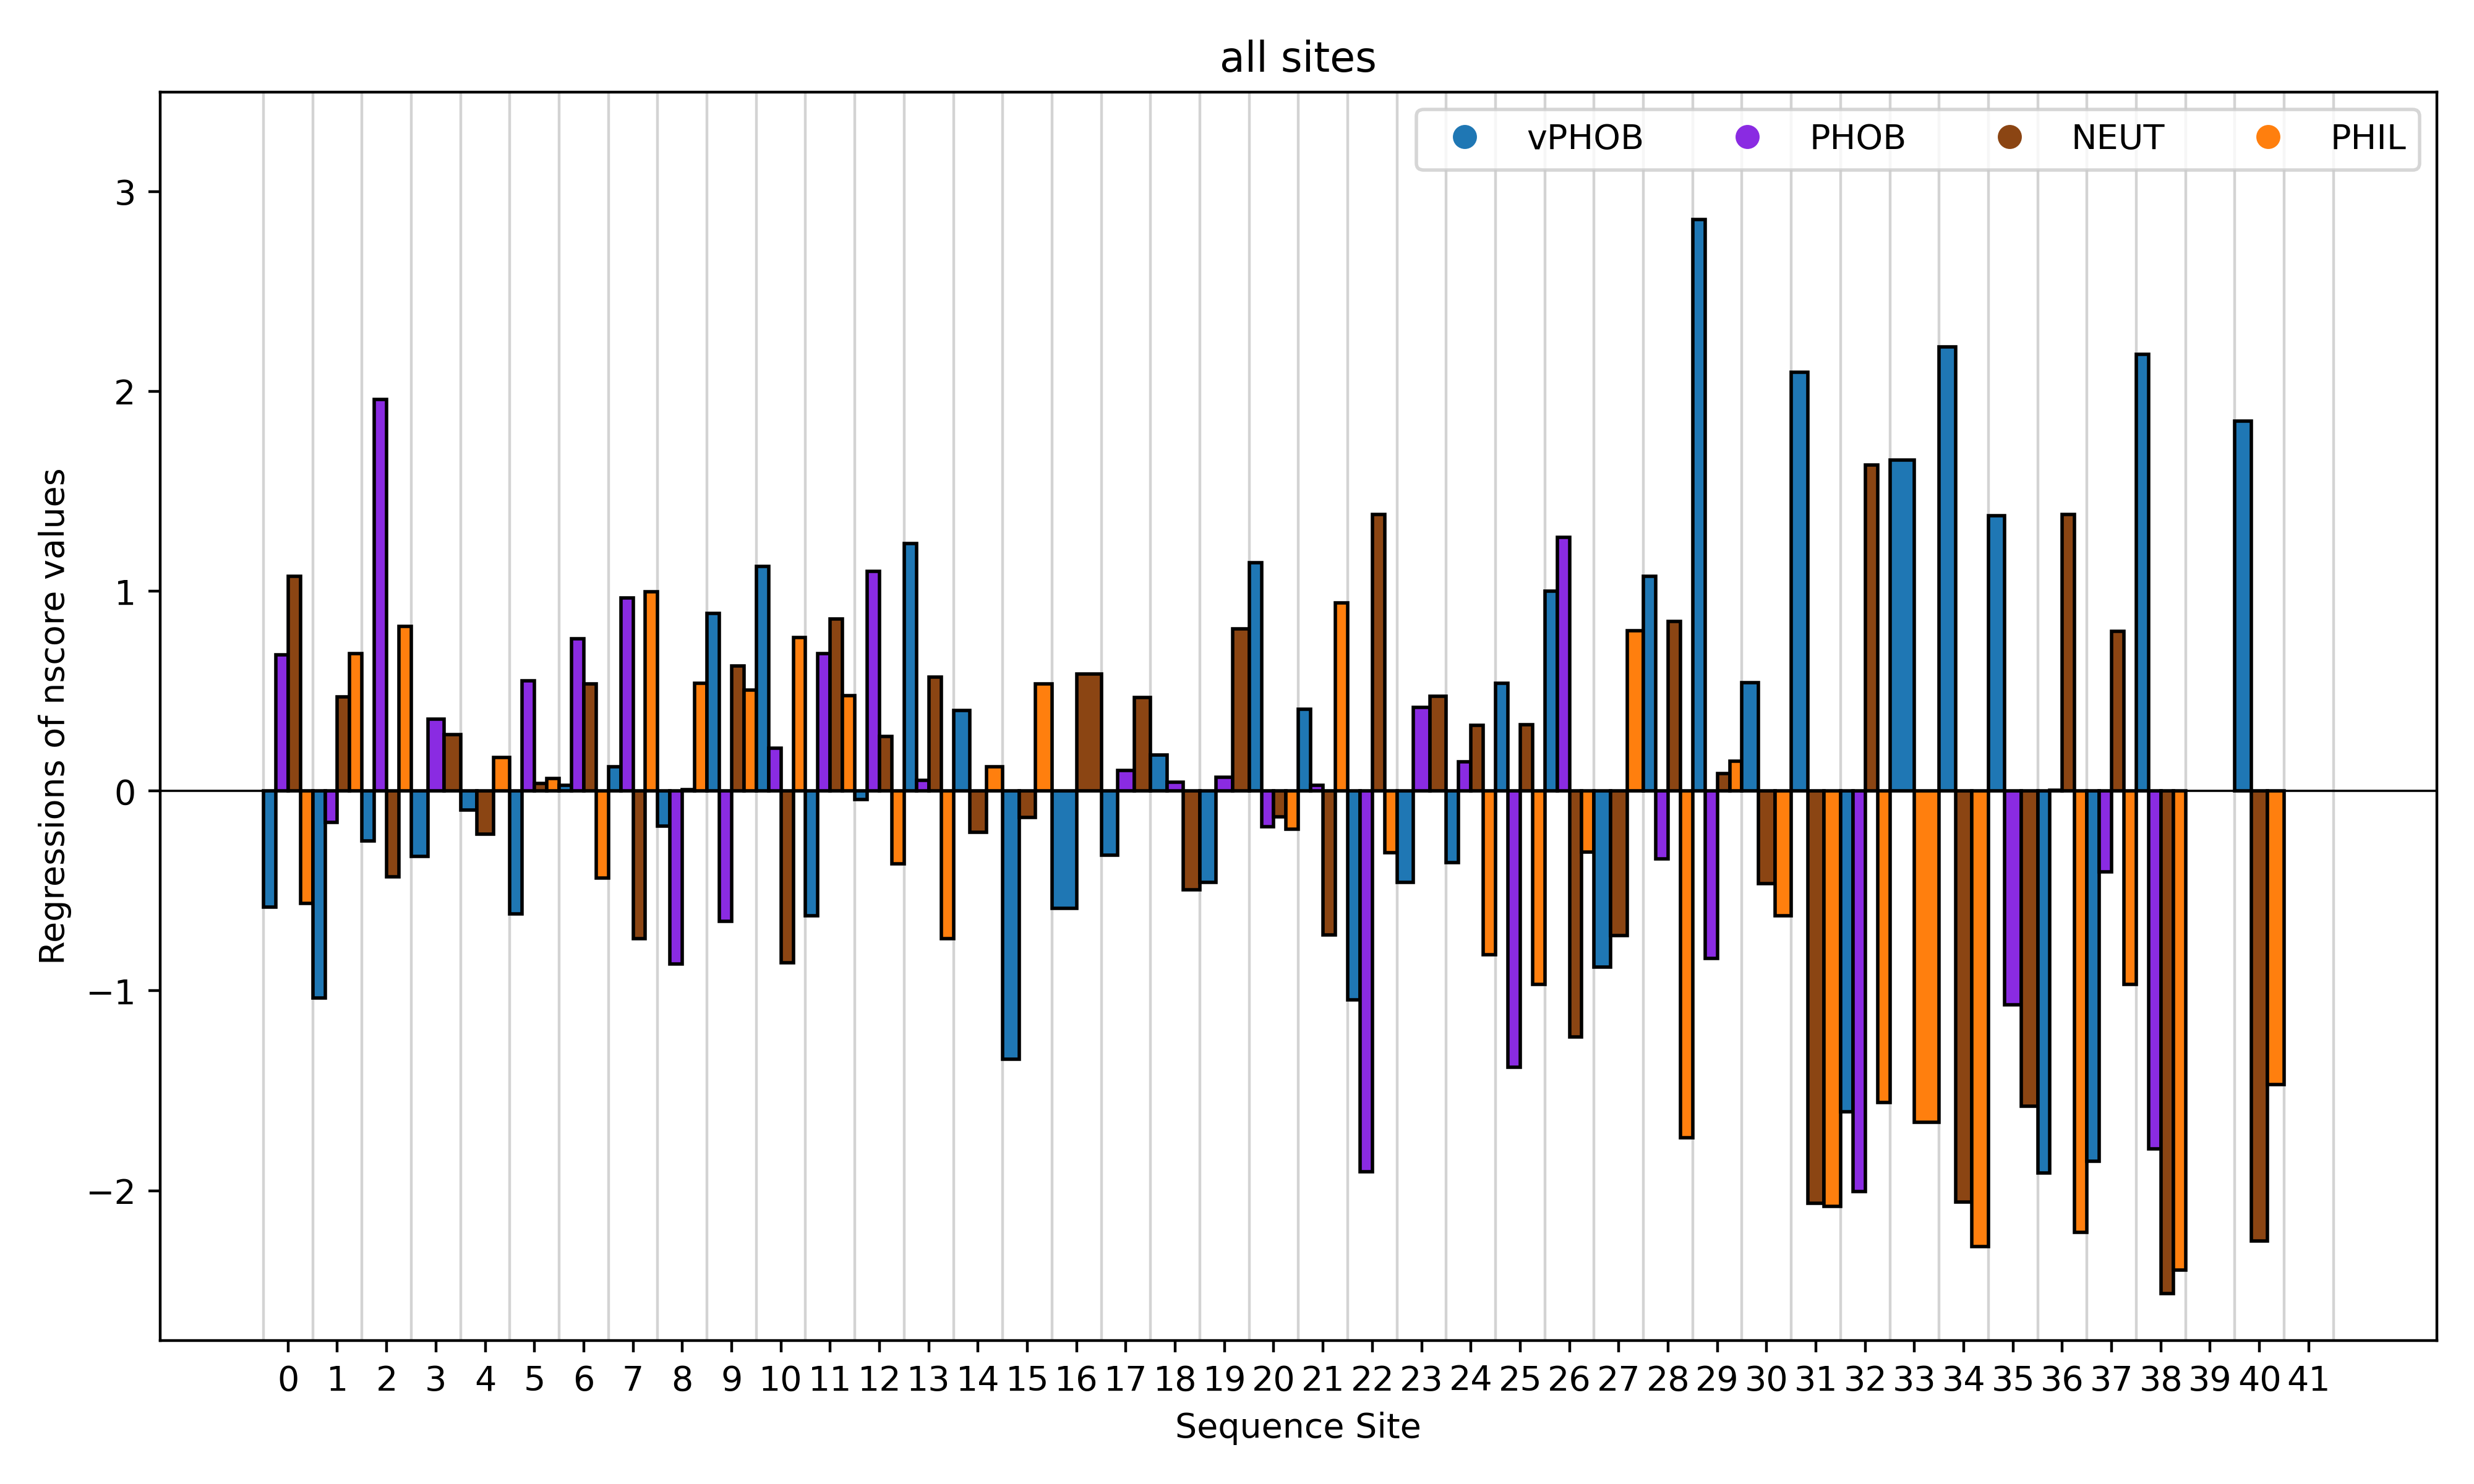 all sites
vPHOB PHOB NEUT PHIL
Regressions of nscore values
3
2
1
0
−1
−2
0 1 2 3 4 5 6 7 8 9 10 11 12 13 14 15 16 17 18 19 20 21 22 23 24 25 26 27 28 29 30 31 32 33 34 35 36 37 38 39 40 41
Sequence Site